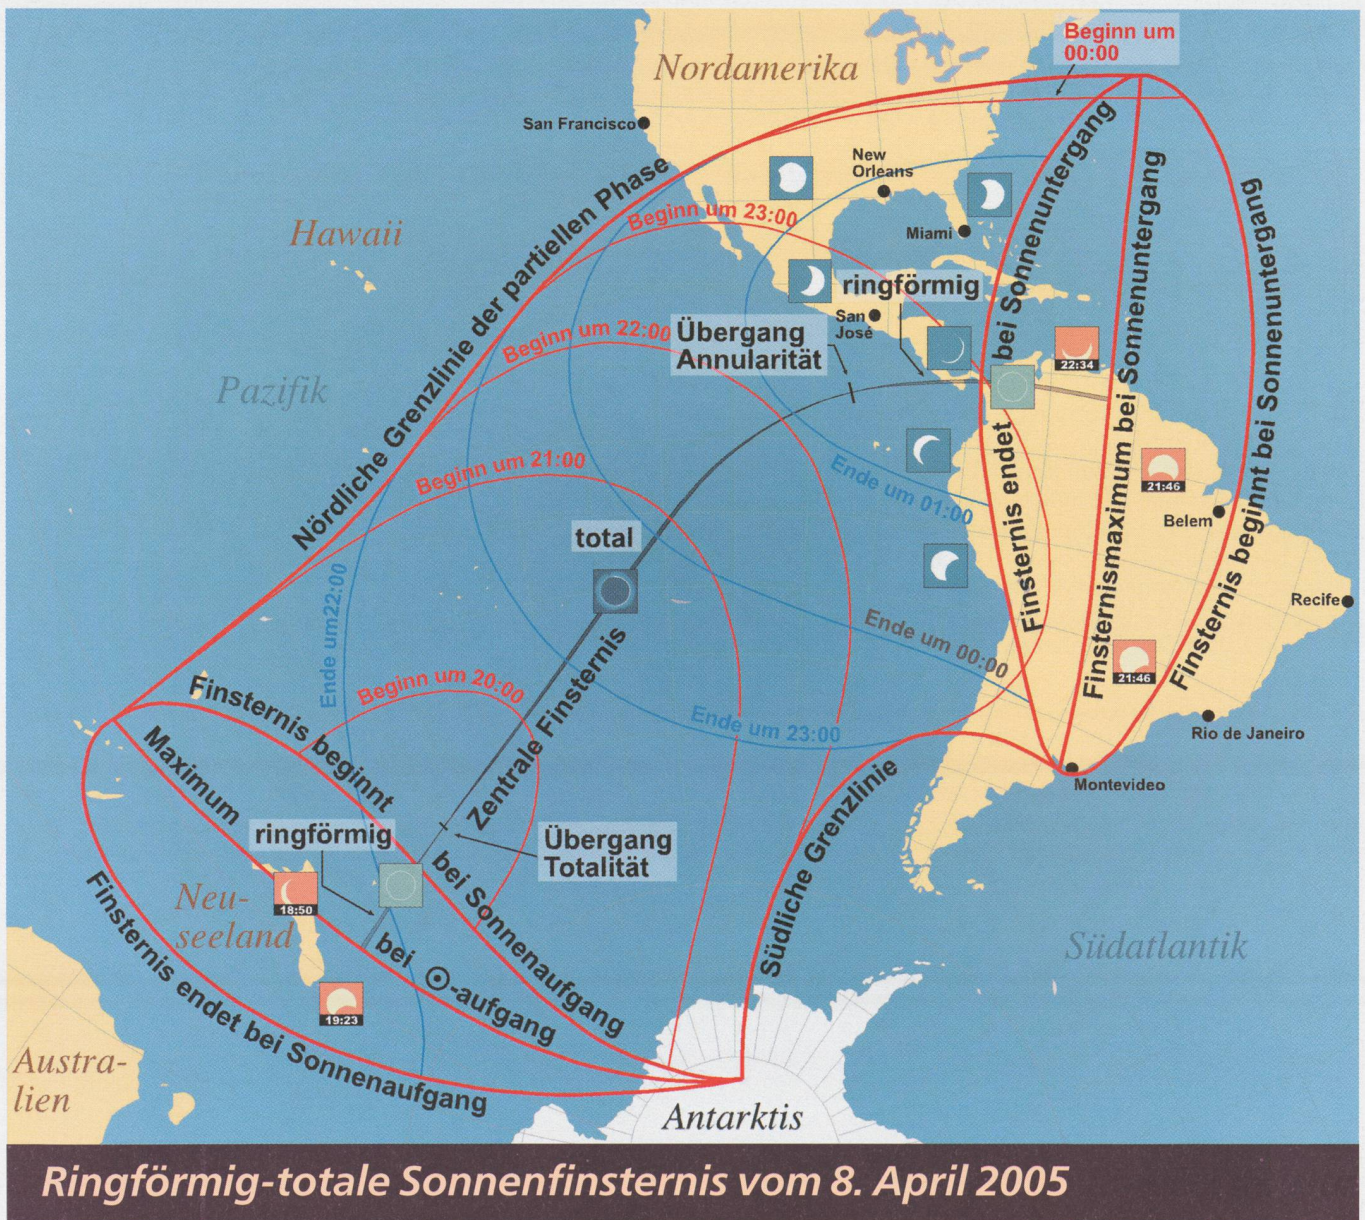 Beginn um
00:00
Nordamerika
San Francisco
New
Orleans
Miami
Hawaii
Pazifik
Nördliche Grenzlinie der partiellen Phase
Beginn um 23:00
ringförmig
San
José
Übergang
Annularität
Beginn um 22:00
22:34
Finsternis endet bei Sonnenuntergang
Finsternismaximum bei Sonnenuntergang
Finsternis beginnt bei Sonnenuntergang
Beginn um 21:00
Ende um 01:00
21:46
Belem
total
Recife
Ende um22:00
Ende um 00:00
21:46
Beginn um 20:00
Zentrale Finsternis
Ende um 23:00
Rio de Janeiro
Montevideo
Finsternis beginnt bei Sonnenaufgang
Maximum bei ⊙-aufgang
ringförmig
Übergang
Totalität
Südliche Grenzlinie
Neu-
seeland
18:50
19:23
Finsternis endet bei Sonnenaufgang
Südatlantik
Austra-
lien
Antarktis
Ringförmig-totale Sonnenfinsternis vom 8. April 2005